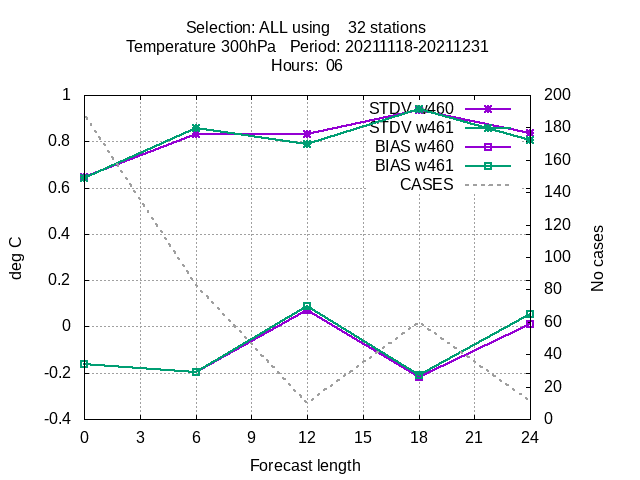 Selection: ALL using 32 stations
Temperature 300hPa Period: 20211118-20211231
Hours: 06
1 200
STDV w460
0.8 180
STDV w461
160
BIAS w460
0.6 140
BIAS w461
CASES
0.4 120
0.2 100
0 80
-0.2 60
-0.4 40
20
0
deg C
No cases
0 3 6 9 12 15 18 21 24
Forecast length